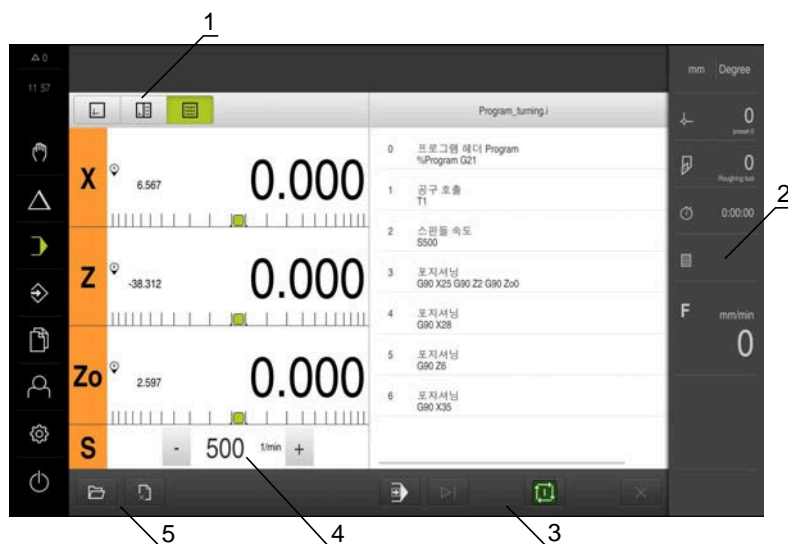 1
△ 0
11:57
mm Degree
Program_turning.i
0
preset 0
0
Roughing tool
0:00:00
2
F mm/min
0
X 6.567 0.000
Z -38.312 0.000
Zo 2.597 0.000
S - 500 1/min +
0 프로그램 헤더 Program
%Program G21
1 공구 호출
T1
2 스핀들 속도
S500
3 포지셔닝
G90 X25 G90 Z2 G90 Zo0
4 포지셔닝
G90 X28
5 포지셔닝
G90 Z6
6 포지셔닝
G90 X35
5
4
3